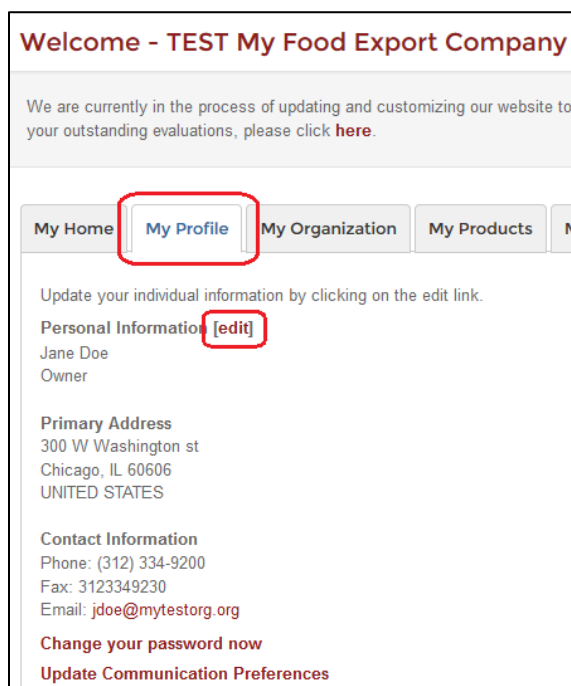 Welcome - TEST My Food Export Company
We are currently in the process of updating and customizing our website to
your outstanding evaluations, please click here.
My Home My Profile My Organization My Products
Update your individual information by clicking on the edit link.
Personal Information [edit]
Jane Doe
Owner
Primary Address
300 W Washington st
Chicago, IL 60606
UNITED STATES
Contact Information
Phone: (312) 334-9200
Fax: 3123349230
Email: jdoe@mytestorg.org
Change your password now
Update Communication Preferences